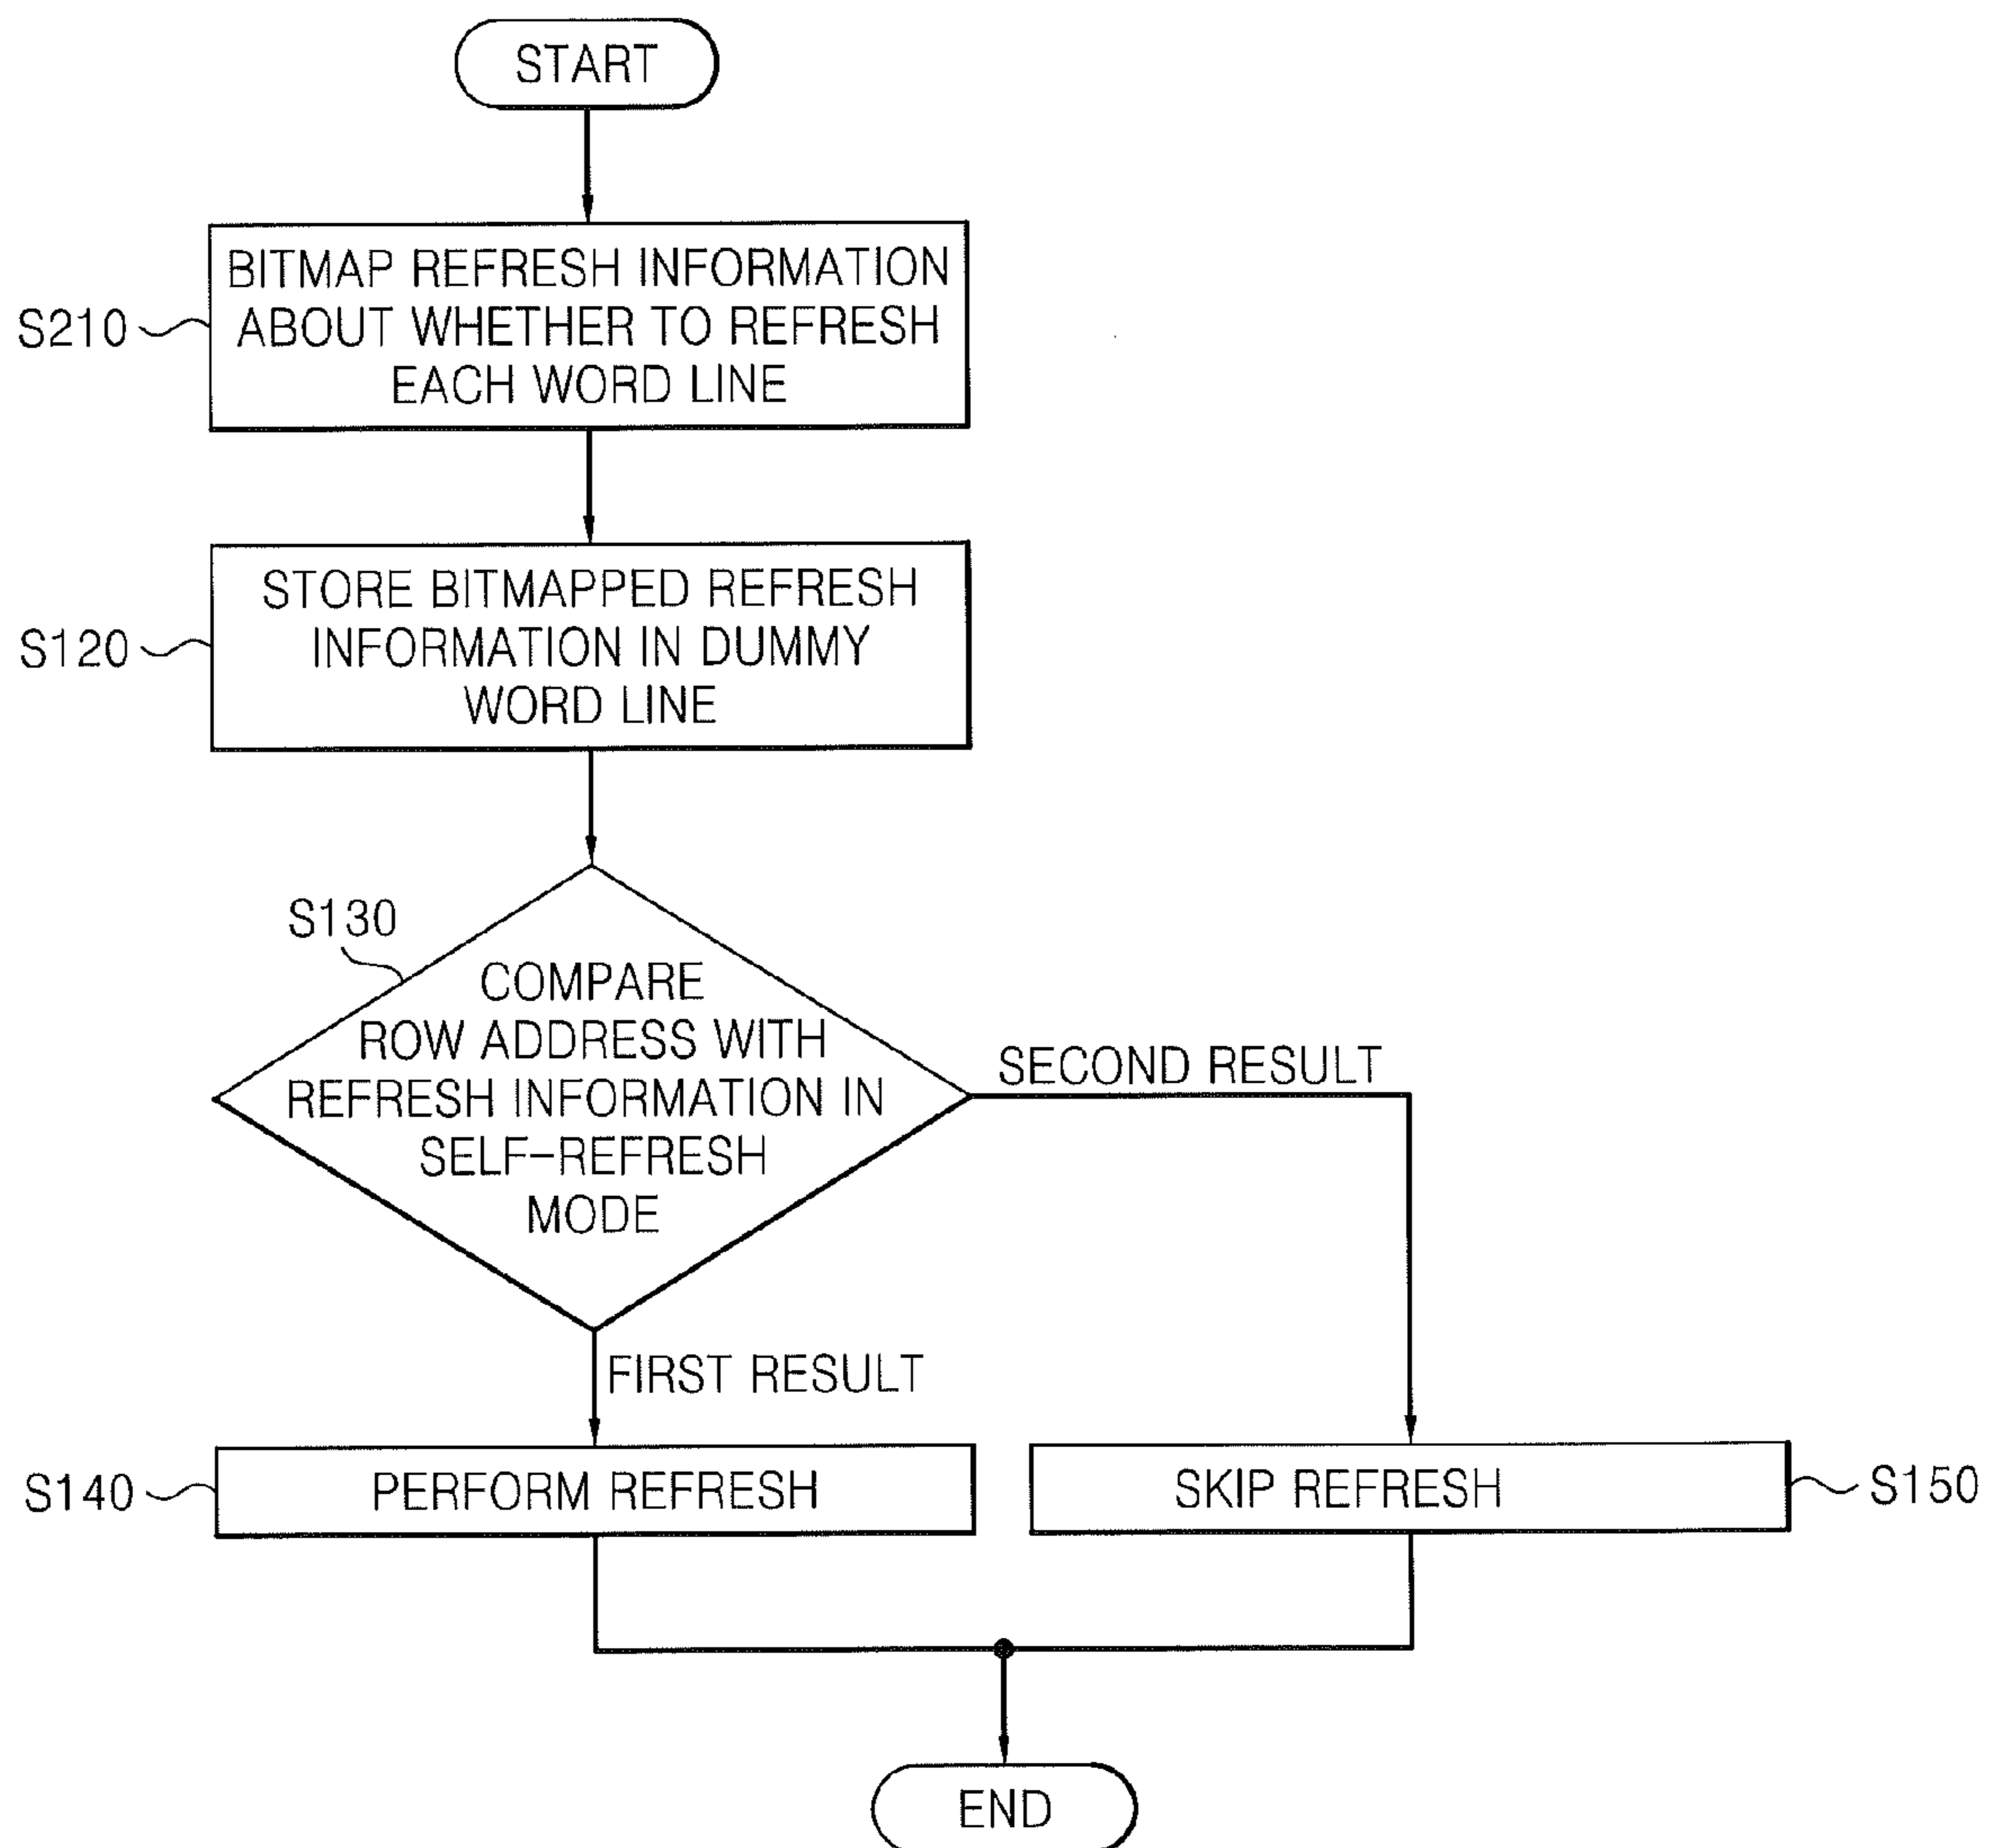 START
S210
BITMAP REFRESH INFORMATION
ABOUT WHETHER TO REFRESH
EACH WORD LINE
S120
STORE BITMAPPED REFRESH
INFORMATION IN DUMMY
WORD LINE
S130
COMPARE
ROW ADDRESS WITH
REFRESH INFORMATION IN
SELF-REFRESH
MODE
SECOND RESULT
FIRST RESULT
S140
PERFORM REFRESH
SKIP REFRESH
S150
END